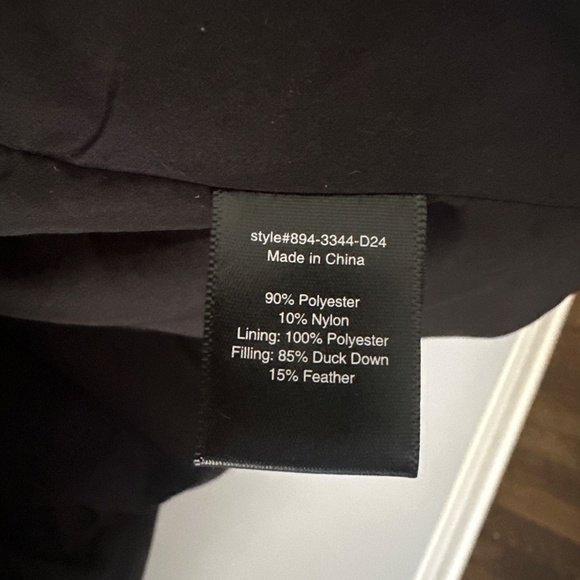 style#894-3344-D24
Made in China
90% Polyester
10% Nylon
Lining: 100% Polyester
Filling: 85% Duck Down
15% Feather